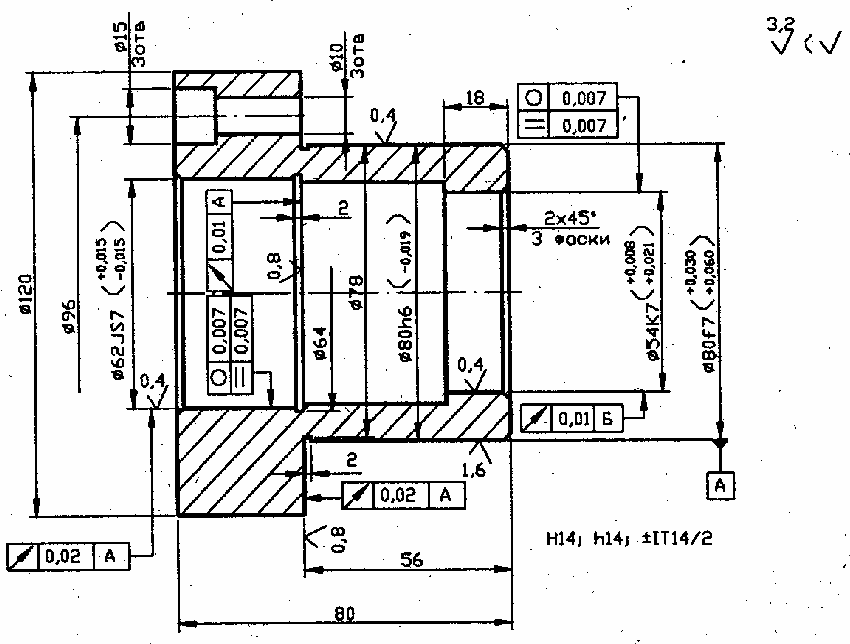 3,2
ø15
3отв
ø10
3отв
0,4
18
0,007
0,007
A
0,01
2
0,8
2x45°
3 фаски
ø120
ø96
ø62JS7 (+0,015 -0,015)
0,007
0,007
ø64
ø78
ø80h6 (-0,019)
ø54K7 (+0,008 +0,021)
ø80f7 (+0,030 +0,060)
0,4
0,4
0,01 Б
2
1,6
0,02 A
A
0,02 A
0,8
H14; h14; ±IT14/2
56
80